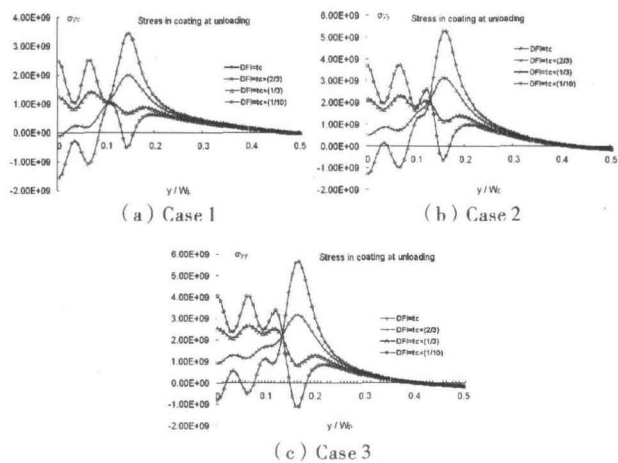 σyy Stress in coating at unloading
4.00E+09
3.00E+09
2.00E+09
1.00E+09
0.00E+00
-1.00E+09
-2.00E+09
DFI=tc
DFI=tc×(2/3)
DFI=tc×(1/3)
DFI=tc×(1/10)
0 0.1 0.2 0.3 0.4 0.5
y /
(a) Case 1
Stress in coating at unloading
6.00E+09
5.00E+09
4.00E+09
3.00E+09
2.00E+09
1.00E+09
0.00E+00
-1.00E+09
-2.00E+09
DFI=tc
DFI=tc×(2/3)
DFI=tc×(1/3)
DFI=tc×(1/10)
0 0.1 0.2 0.3 0.4 0.5
y /
(b) Case 2
σyy Stress in coating at unloading
6.00E+09
5.00E+09
4.00E+09
3.00E+09
2.00E+09
1.00E+09
0.00E+00
-1.00E+09
-2.00E+09
DFI=tc
DFI=tc×(2/3)
DFI=tc×(1/3)
DFI=tc×(1/10)
0.1 0.2 0.3 0.4 0.5
y /
(c) Case 3